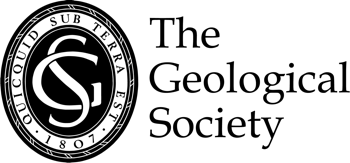 QUICQUID SUB TERRA EST
· 1807 ·
GS
The
Geological
Society